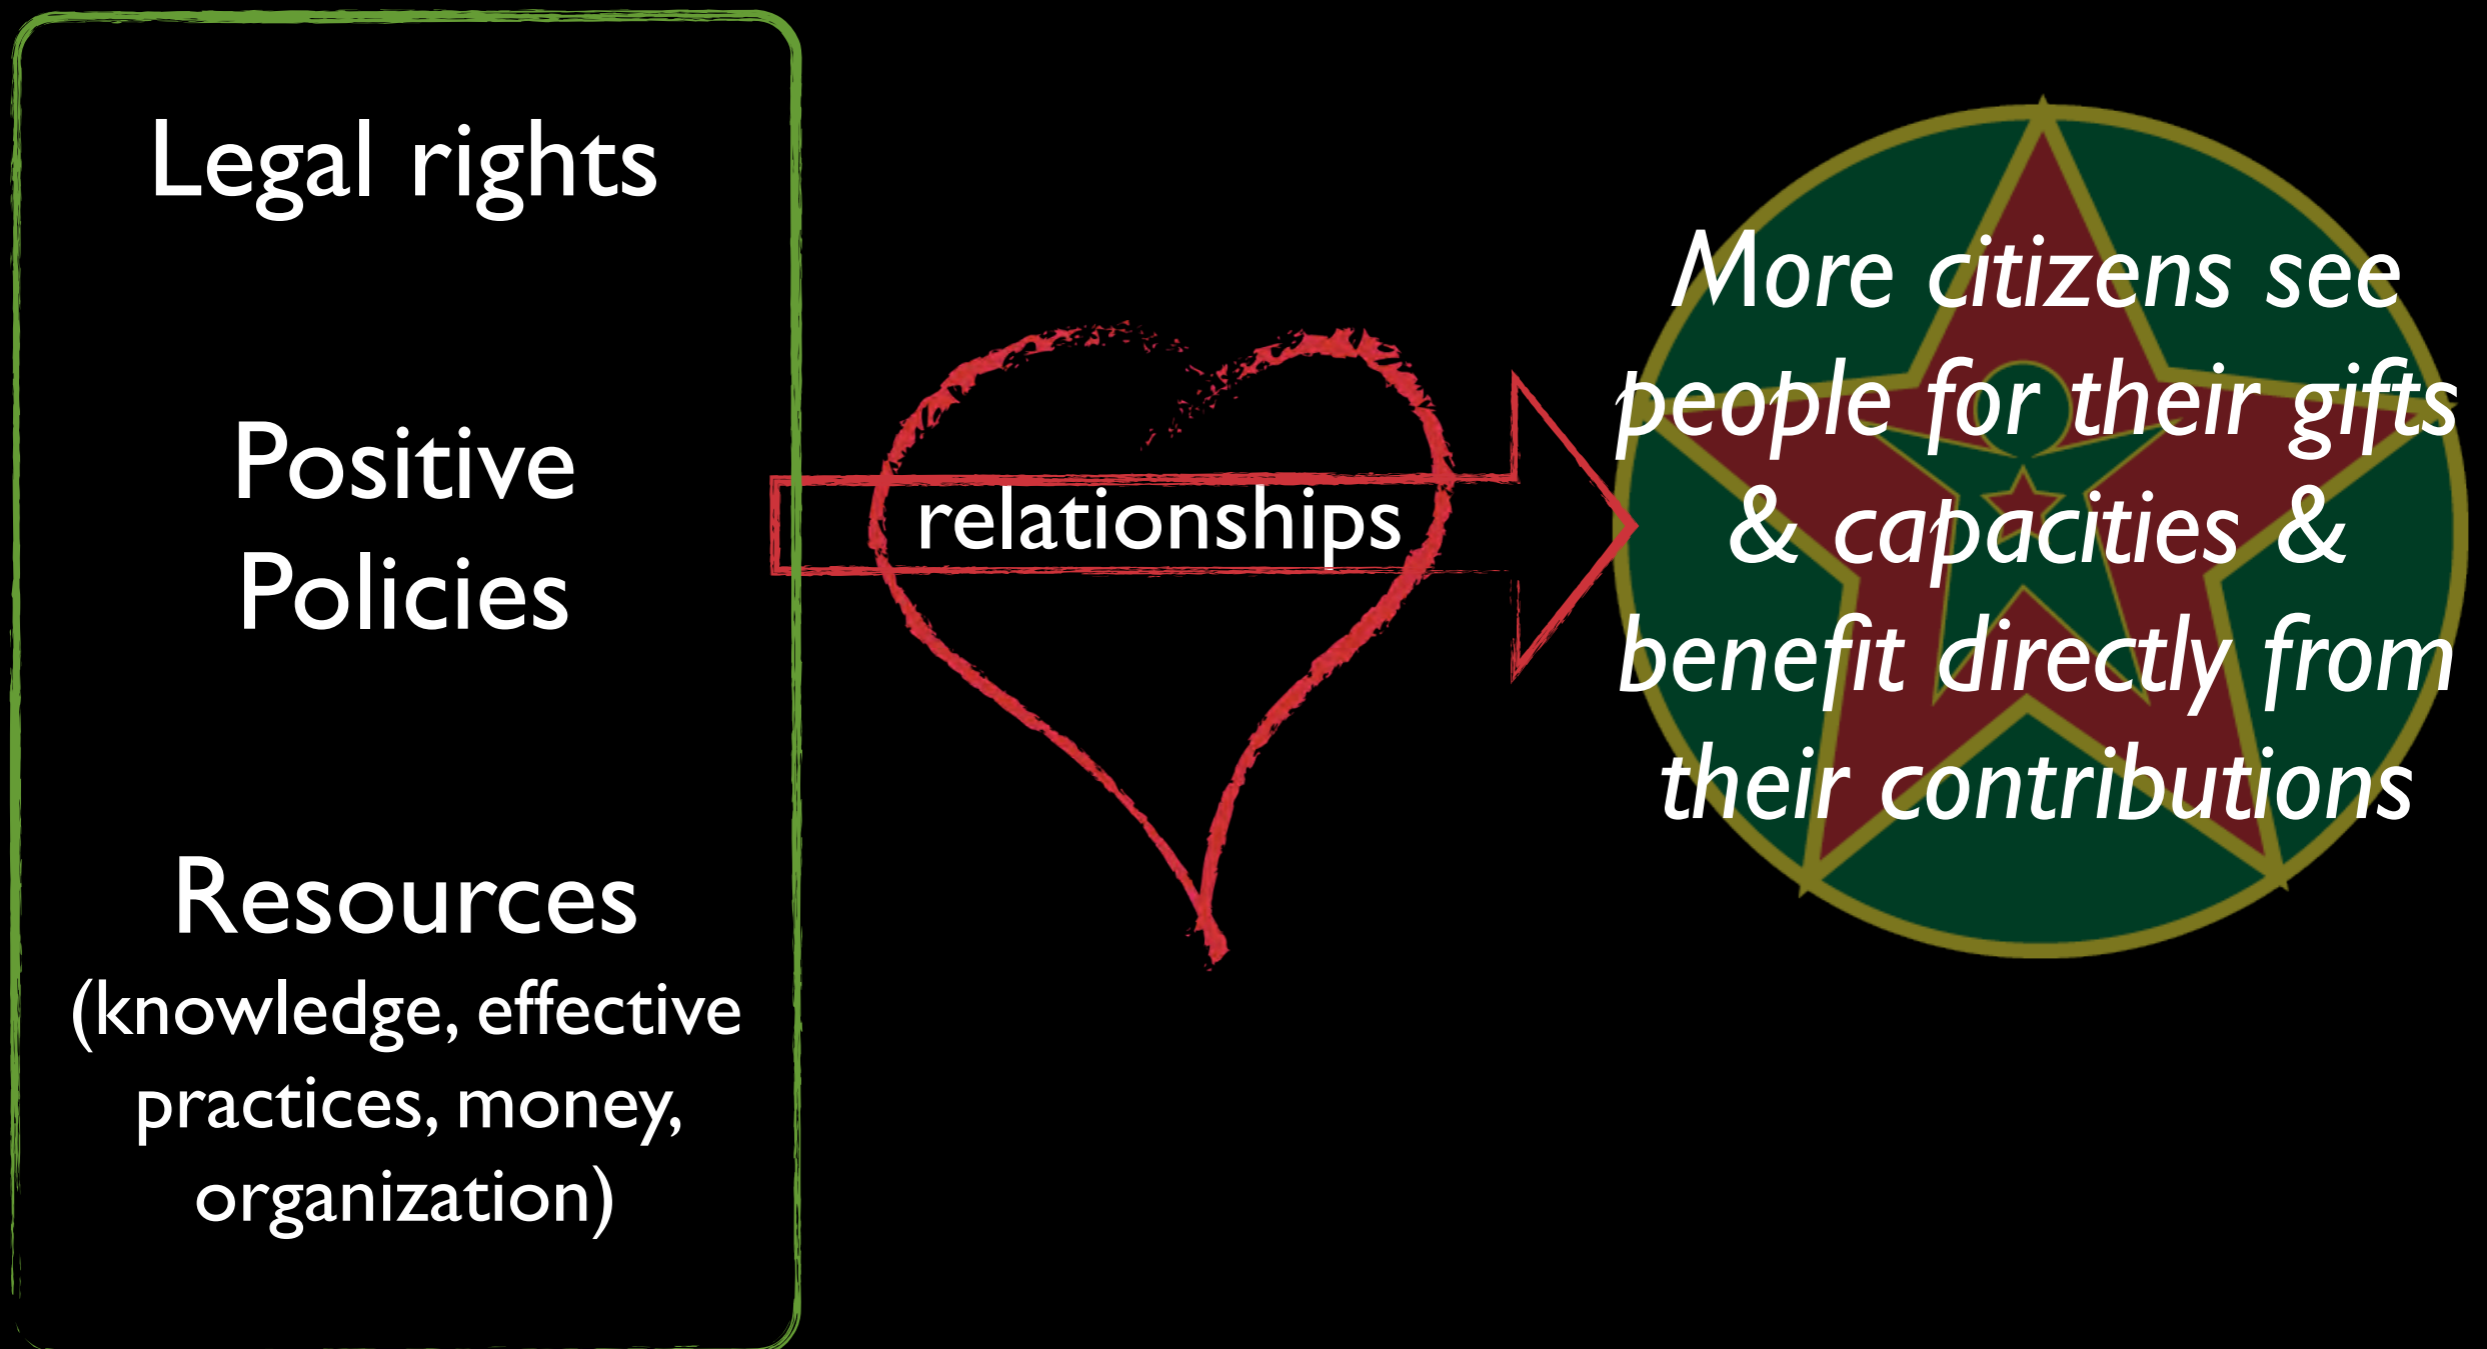 Legal rights
Positive
Policies
Resources
(knowledge, effective
practices, money,
organization)
relationships
More citizens see
people for their gifts
& capacities &
benefit directly from
their contributions